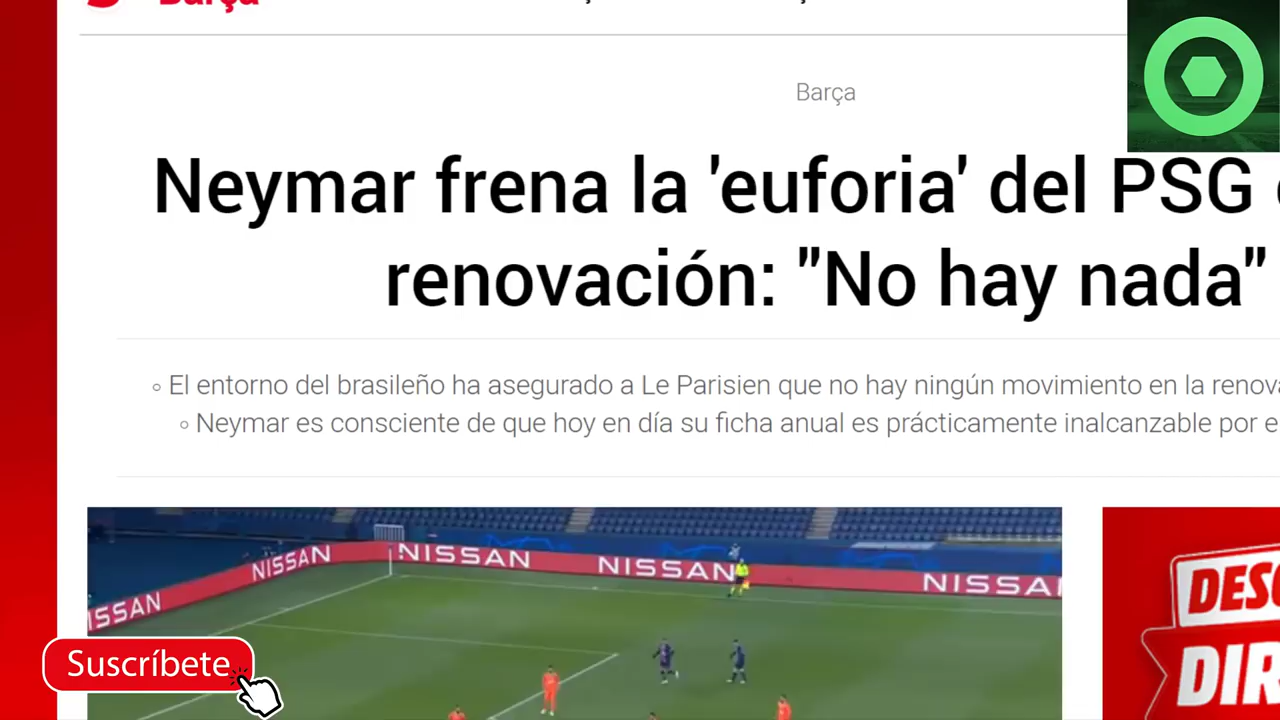 Barça
Barça
Neymar frena la 'euforia' del PSG
renovación: "No hay nada"
El entorno del brasileño ha asegurado a Le Parisien que no hay ningún movimiento en la
Neymar es consciente de que hoy en día su ficha anual es prácticamente inalcanzable por
NISSAN
NISSAN
NISSAN
NISSAN
ISSAN
Suscríbete